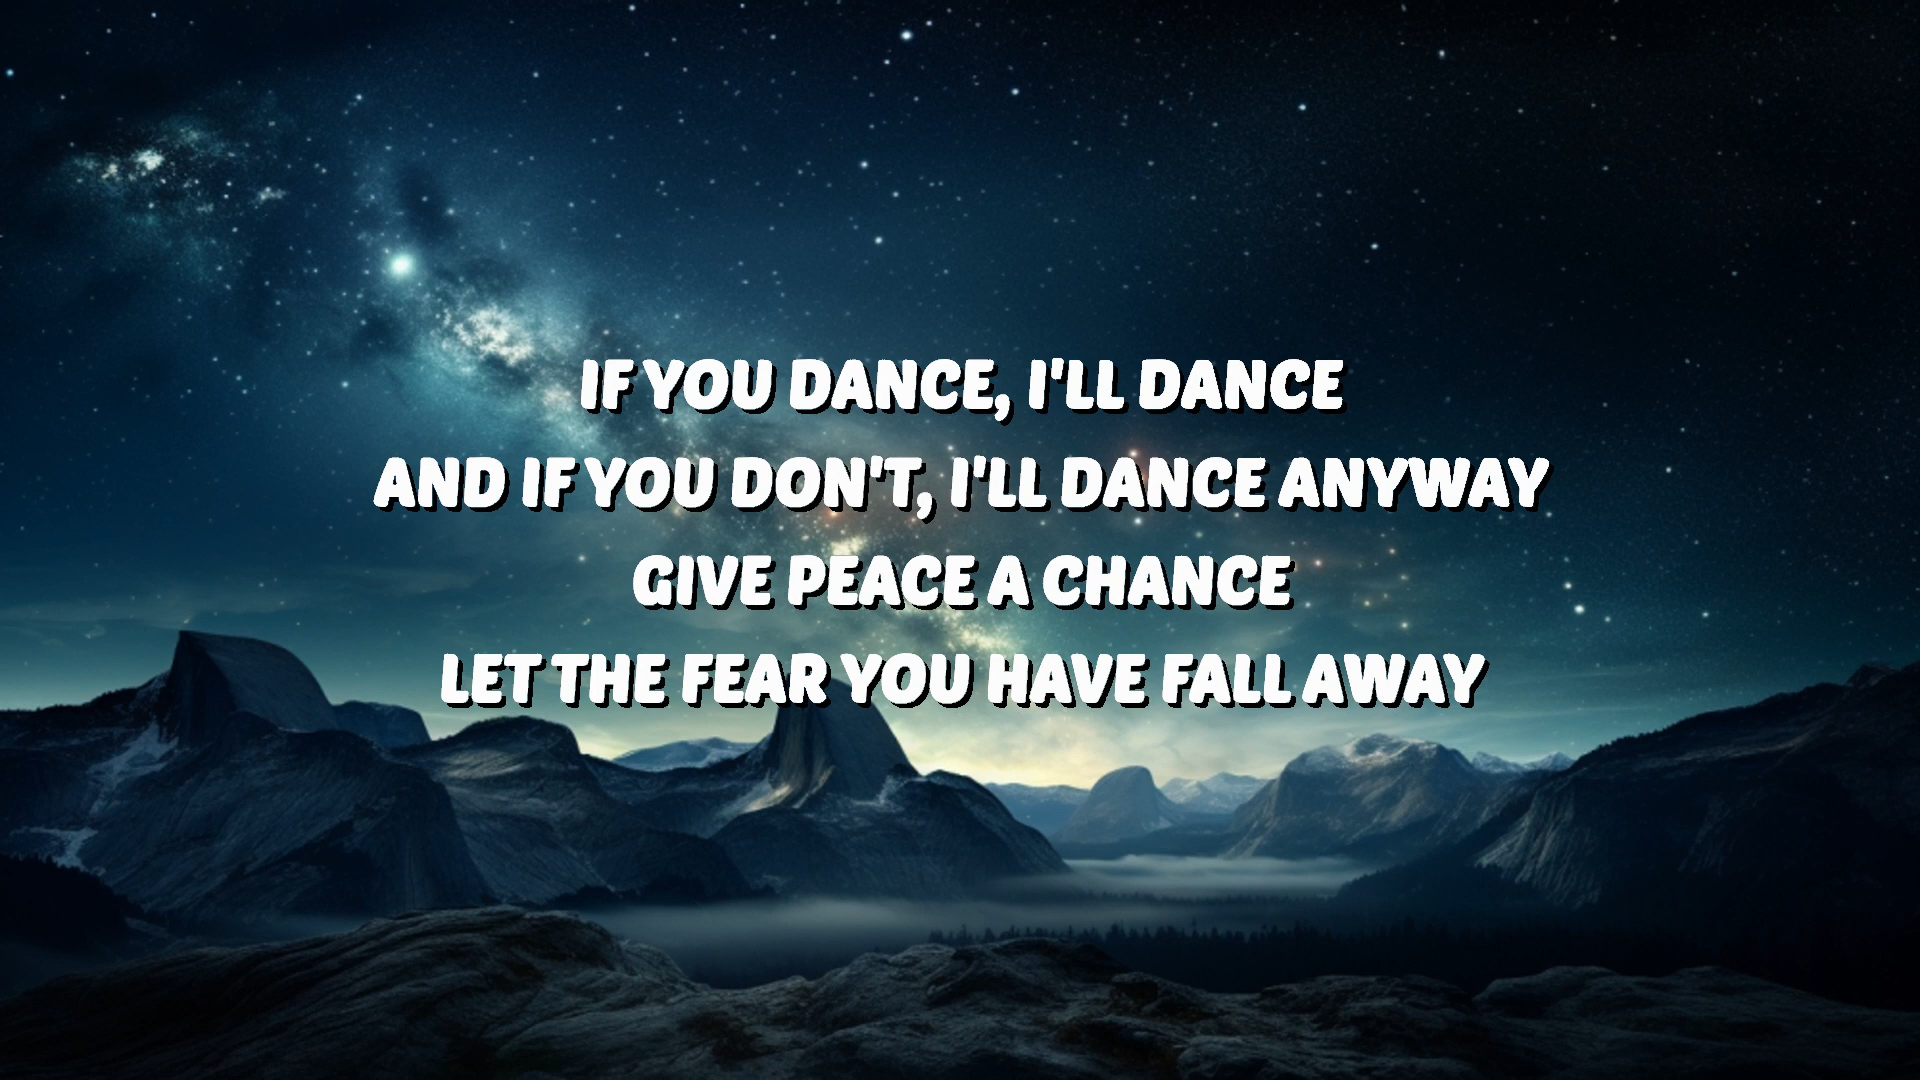 IF YOU DANCE, I'LL DANCE
AND IF YOU DON'T, I'LL DANCE ANYWAY
GIVE PEACE A CHANCE
LET THE FEAR YOU HAVE FALL AWAY